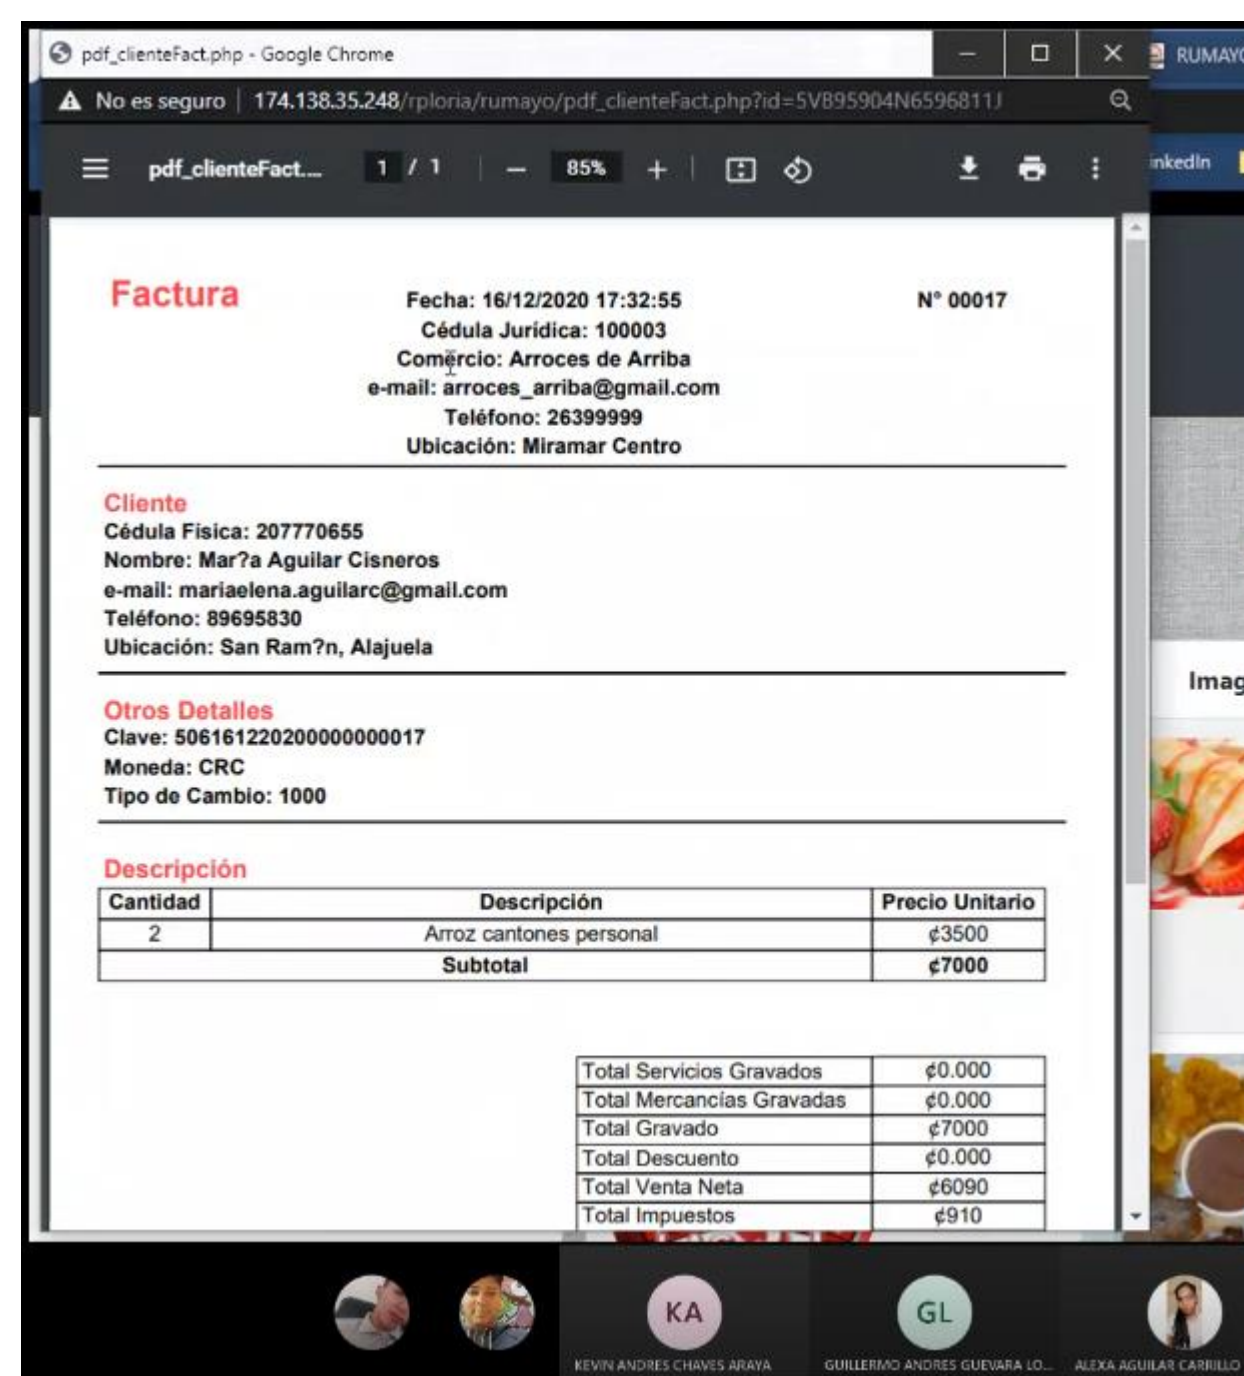 pdf_clienteFact.php - Google Chrome
RUMAYO
No es seguro | 174.138.35.248/rploria/rumayo/pdf_clienteFact.php?id=5VB95904N6596811J
pdf_clienteFact.... 1 / 1 85%
inkedIn
Factura
Fecha: 16/12/2020 17:32:55
N° 00017
Cédula Jurídica: 100003
Comercio: Arroces de Arriba
e-mail: arroces_arriba@gmail.com
Teléfono: 26399999
Ubicación: Miramar Centro
Cliente
Cédula Física: 207770655
Nombre: Mar?a Aguilar Cisneros
e-mail: mariaelena.aguilarc@gmail.com
Teléfono: 89695830
Ubicación: San Ram?n, Alajuela
Imag
Otros Detalles
Clave: 506161220200000000017
Moneda: CRC
Tipo de Cambio: 1000
Descripción
Cantidad Descripción Precio Unitario
2 Arroz cantones personal ¢3500
Subtotal ¢7000
Total Servicios Gravados ¢0.000
Total Mercancías Gravadas ¢0.000
Total Gravado ¢7000
Total Descuento ¢0.000
Total Venta Neta ¢6090
Total Impuestos ¢910
KA
GL
KEVIN ANDRES CHAVES ARAYA
GUILLERMO ANDRES GUEVARA LO...
ALEXA AGUILAR CARRILLO